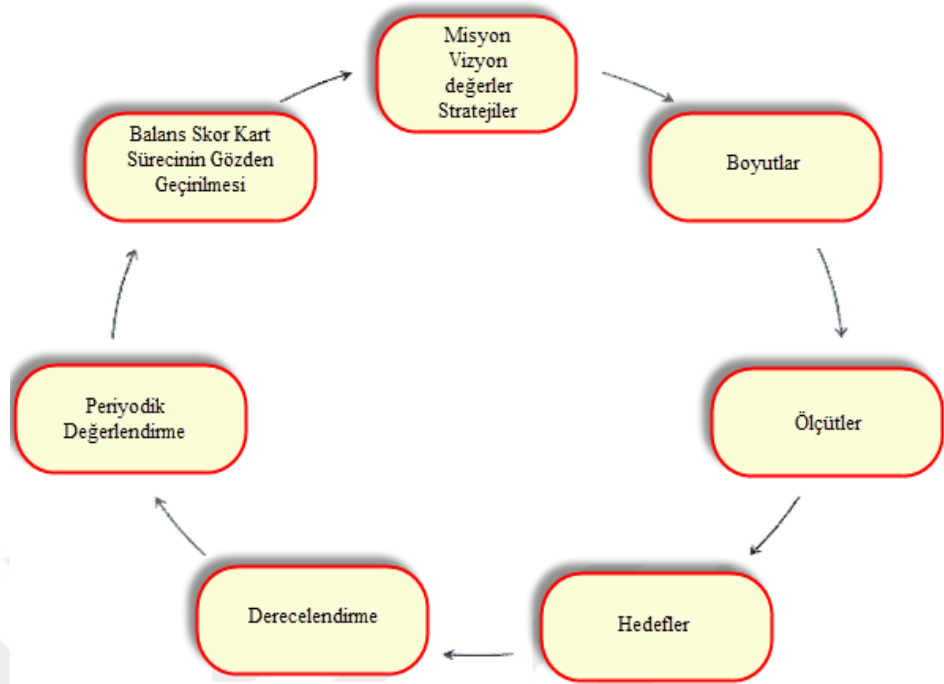 Misyon
Vizyon
değerler
Stratejiler
Boyutlar
Ölçütler
Hedefler
Derecelendirme
Periyodik
Değerlendirme
Balans Skor Kart
Sürecinin Gözden
Geçirilmesi